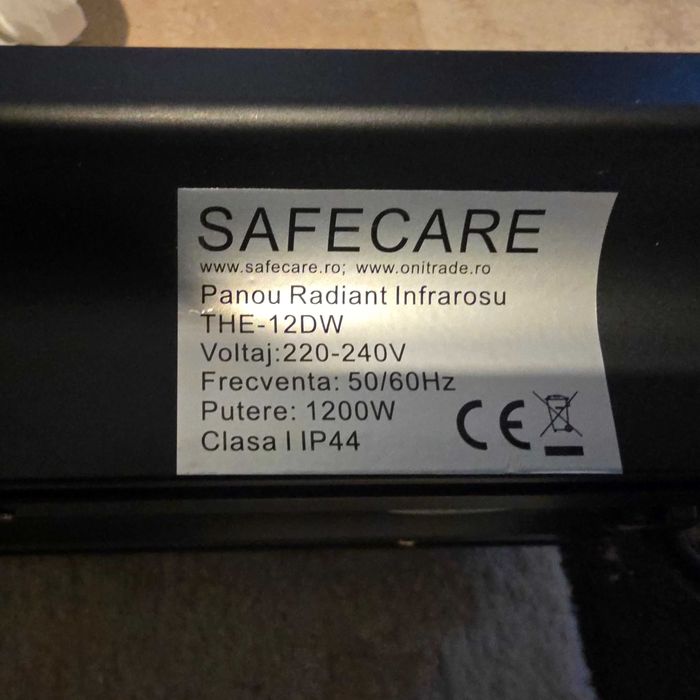 SAFECARE
www.safecare.ro; www.onitrade.ro
Panou Radiant Infrarosu
THE-12DW
Voltaj:220-240V
Frecventa: 50/60Hz
Putere: 1200W
Clasa I IP44
CE